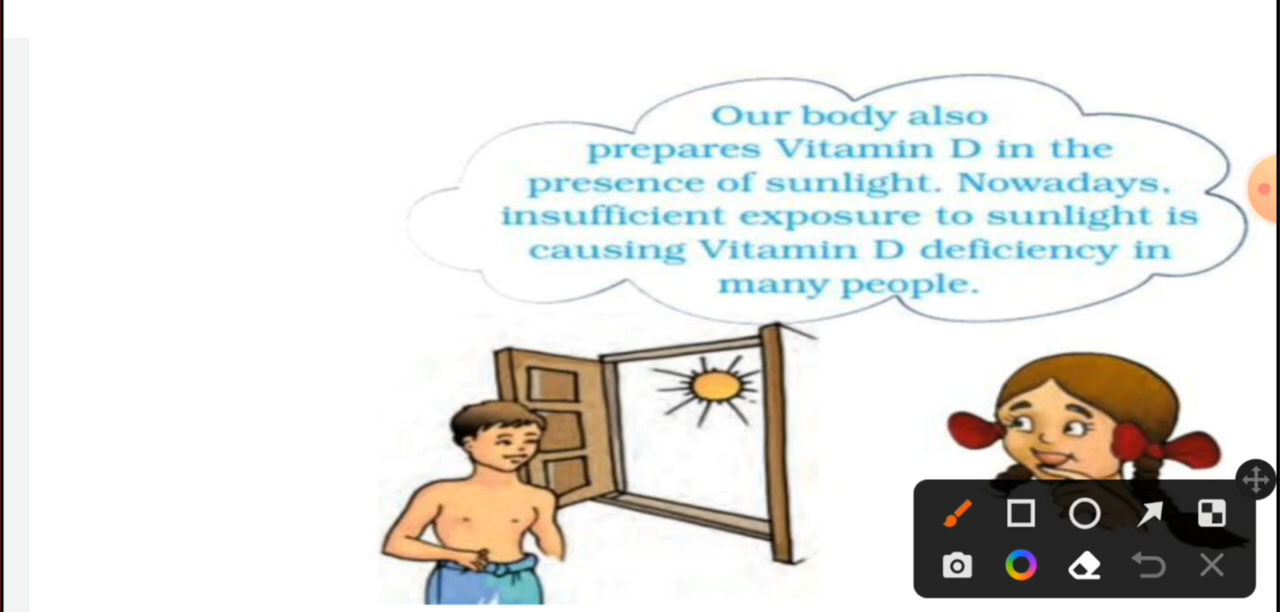 Our body also
prepares Vitamin D in the
presence of sunlight. Nowadays,
insufficient exposure to sunlight is
causing Vitamin D deficiency in
many people.